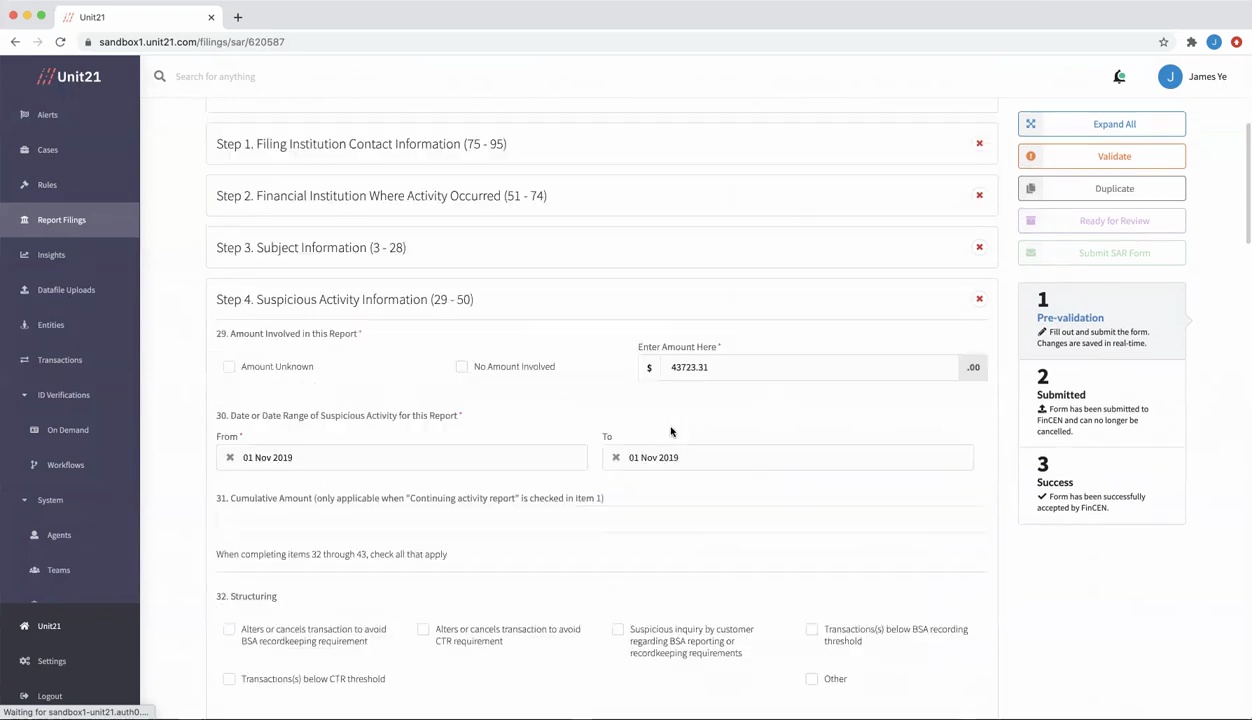 Unit21
sandbox1.unit21.com/filings/sar/620587
J
Unit21
Search for anything
J
James Ye
Alerts
Cases
Rules
Report Filings
Insights
Datafile Uploads
Entities
Transactions
ID Verifications
On Demand
Workflows
System
Agents
Teams
Unit21
Settings
Logout
Waiting for sandbox1-unit21.auth0....
Step 1. Filing Institution Contact Information (75 - 95)
Step 2. Financial Institution Where Activity Occurred (51 - 74)
Step 3. Subject Information (3 - 28)
Step 4. Suspicious Activity Information (29 - 50)
29. Amount Involved in this Report *
Amount Unknown
No Amount Involved
Enter Amount Here *
$ 43723.31 .00
30. Date or Date Range of Suspicious Activity for this Report *
From *
01 Nov 2019
To
01 Nov 2019
31. Cumulative Amount (only applicable when "Continuing activity report" is checked in item 1)
When completing items 32 through 43, check all that apply
32. Structuring
Alters or cancels transaction to avoid
BSA recordkeeping requirement
Alters or cancels transaction to avoid
CTR requirement
Suspicious inquiry by customer
regarding BSA reporting or
recordkeeping requirements
Transactions(s) below BSA recording
threshold
Transactions(s) below CTR threshold
Other
Expand All
Validate
Duplicate
Ready for Review
Submit SAR Form
1
Pre-validation
Fill out and submit the form.
Changes are saved in real-time.
2
Submitted
Form has been submitted to
FinCEN and can no longer be
cancelled.
3
Success
Form has been successfully
accepted by FinCEN.